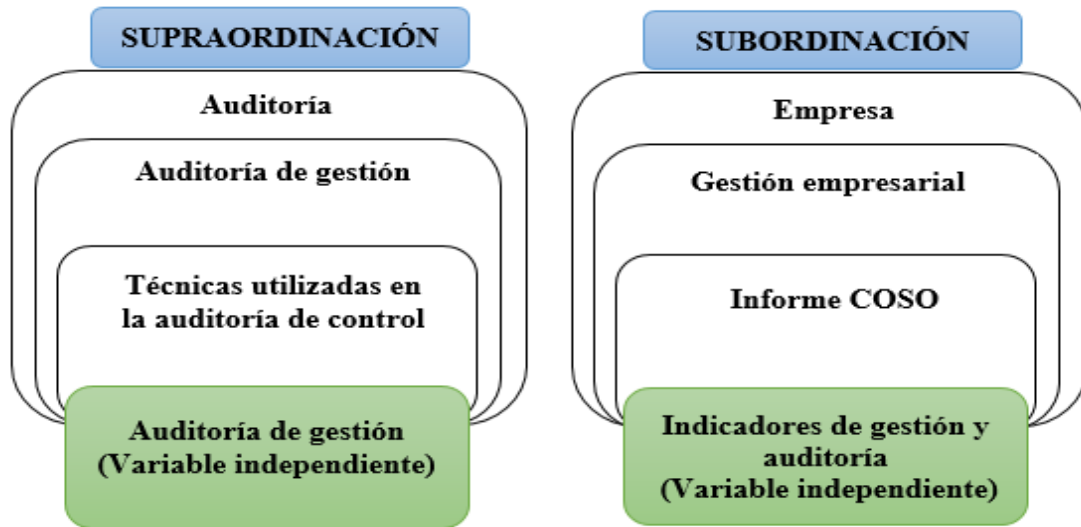 SUPRAORDINACIÓN
Auditoría
Auditoría de gestión
Técnicas utilizadas en
la auditoría de control
Auditoría de gestión
(Variable independiente)
SUBORDINACIÓN
Empresa
Gestión empresarial
Informe COSO
Indicadores de gestión y
auditoría
(Variable independiente)